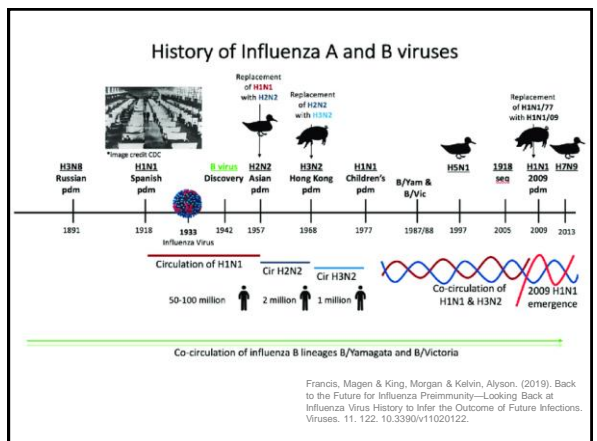 History of Influenza A and B viruses
Replacement
of H1N1
with H2N2
Replacement
of H2N2
with H3N2
Replacement
of H1N1/77
with H1N1/09
*Image credit CDC
H3N8
Russian
pdm
H1N1
Spanish
pdm
B virus
Discovery
H2N2
Asian
pdm
H3N2
Hong Kong
pdm
H1N1
Children's
pdm
B/Yam &
B/Vic
H5N1
1918
seq
H1N1
2009
pdm
H7N9
1891
1918
1933
Influenza Virus
1942
1957
1968
1977
1987/88
1997
2005
2009
2013
Circulation of H1N1
Cir H2N2
Cir H3N2
50-100 million
2 million
1 million
Co-circulation of
H1N1 & H3N2
2009 H1N1
emergence
Co-circulation of influenza B lineages B/Yamagata and B/Victoria
Francis, Magen & King, Morgan & Kelvin, Alyson. (2019). Back
to the Future for Influenza Preimmunity—Looking Back at
Influenza Virus History to Infer the Outcome of Future Infections.
Viruses. 11. 122. 10.3390/v11020122.